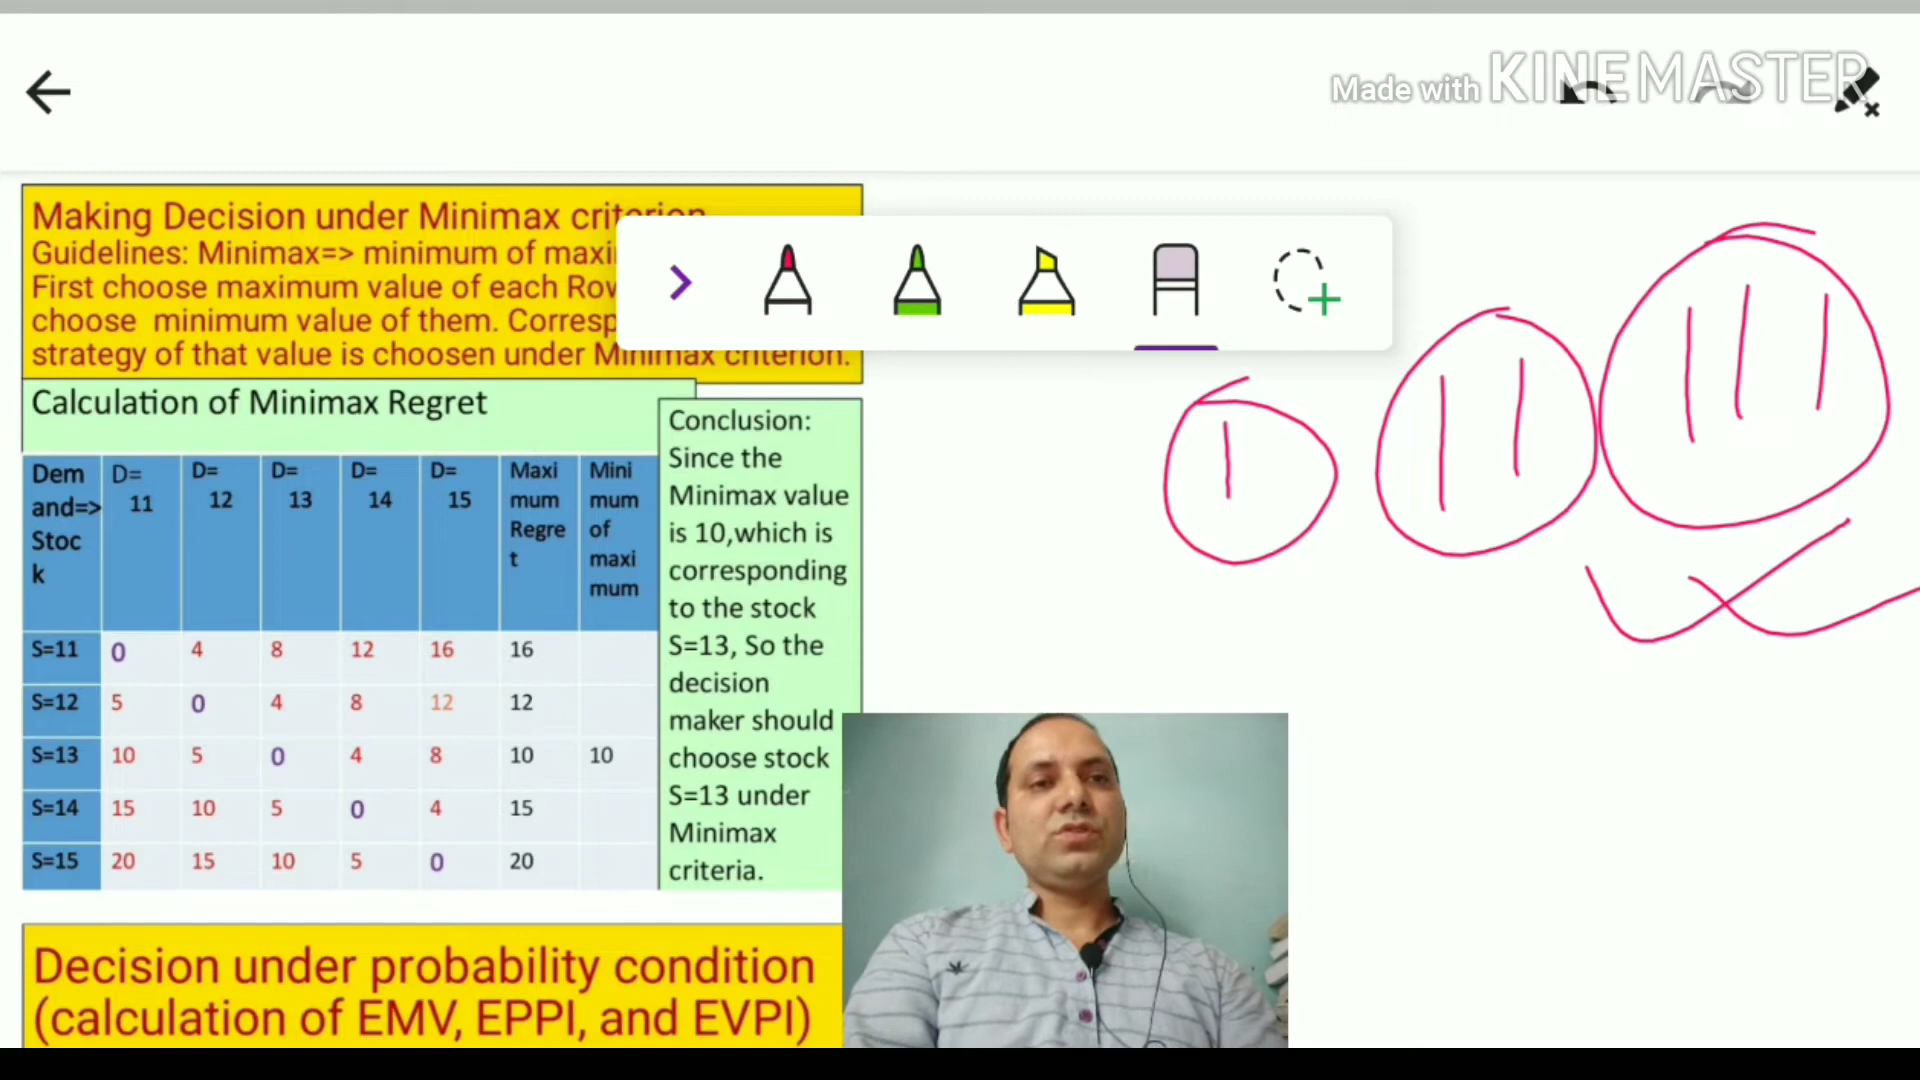 Made with KINEMASTER
Making Decision under Minimax criterion
Guidelines: Minimax=> minimum of maxi
First choose maximum value of each Row
choose minimum value of them. Corresp
strategy of that value is choosen under Minimax criterion.
Calculation of Minimax Regret
Dem and=> Stoc k D= 11 D= 12 D= 13 D= 14 D= 15 Maxi mum Regre t Mini mum of maxi mum
S=11 0 4 8 12 16 16
S=12 5 0 4 8 12 12
S=13 10 5 0 4 8 10 10
S=14 15 10 5 0 4 15
S=15 20 15 10 5 0 20
Conclusion:
Since the
Minimax value
is 10,which is
corresponding
to the stock
S=13, So the
decision
maker should
choose stock
S=13 under
Minimax
criteria.
Decision under probability condition
(calculation of EMV, EPPI, and EVPI)
I
II
III